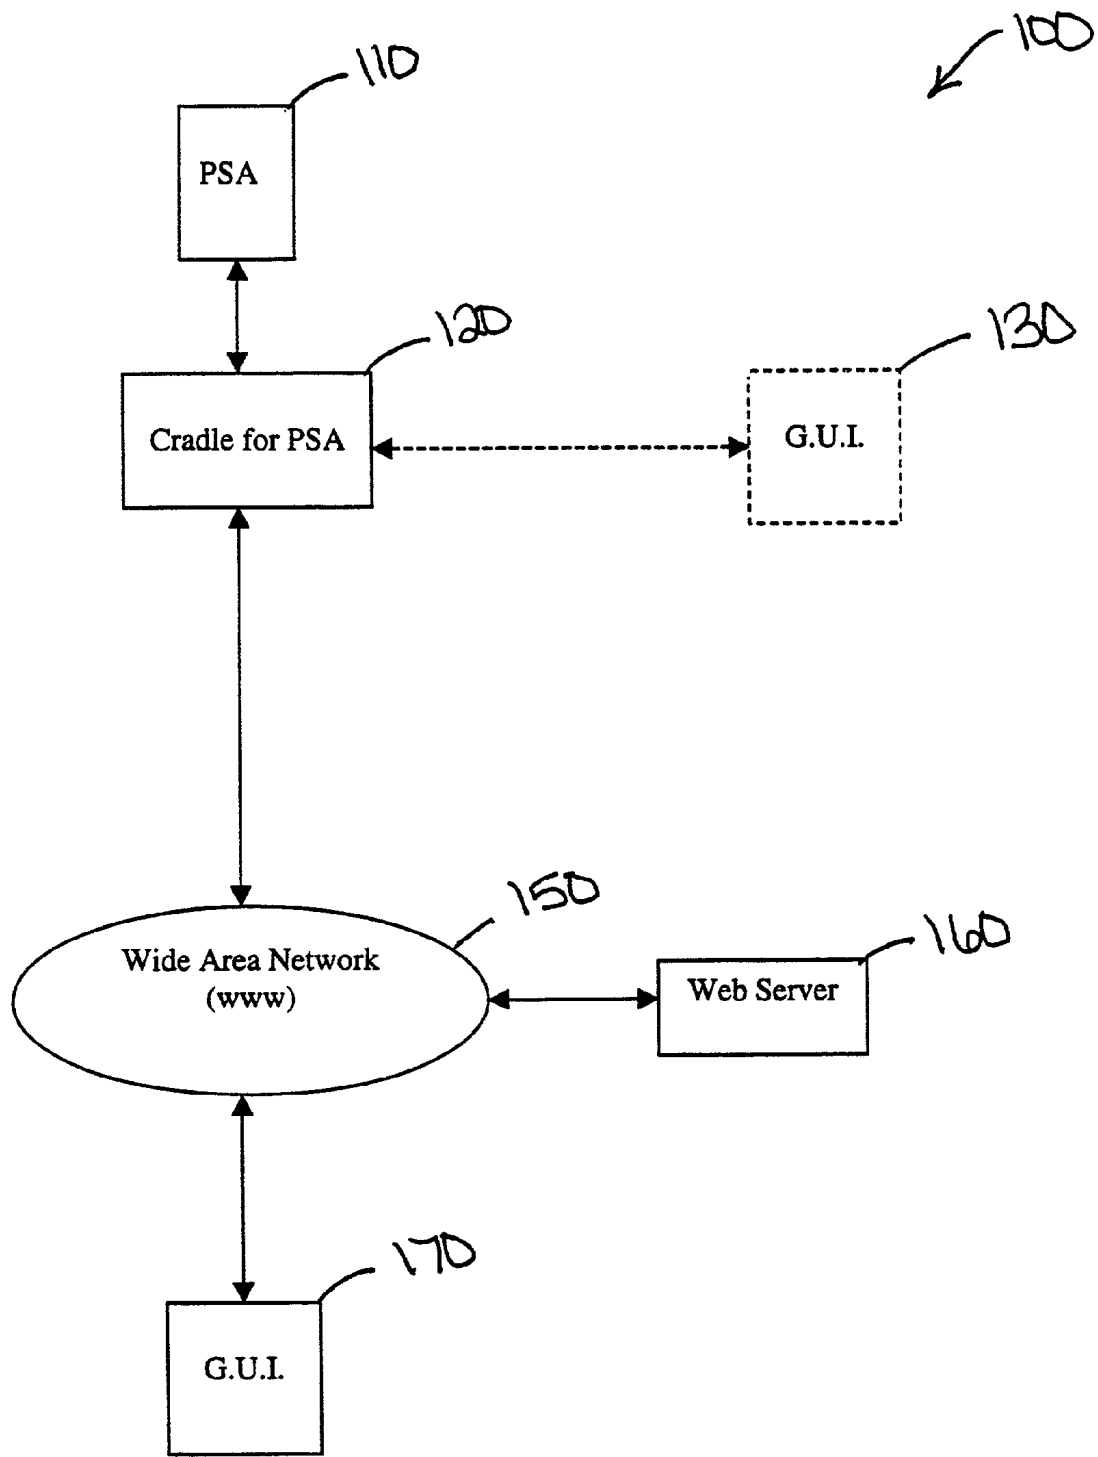 100
110
PSA
120
130
Cradle for PSA
G.U.I.
150
160
Wide Area Network
(www)
Web Server
170
G.U.I.